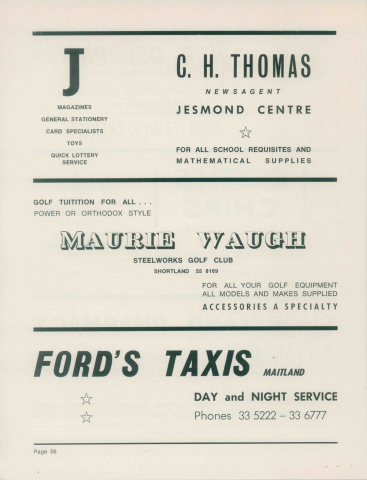 J
MAGAZINES
GENERAL STATIONERY
CARD SPECIALISTS
TOYS
QUICK LOTTERY
SERVICE
C. H. THOMAS
NEWSAGENT
JESMOND CENTRE
FOR ALL SCHOOL REQUISITES AND
MATHEMATICAL SUPPLIES
GOLF TUITITION FOR ALL . . .
POWER OR ORTHODOX STYLE
MAURIE WAUGH
STEELWORKS GOLF CLUB
SHORTLAND 55 8169
FOR ALL YOUR GOLF EQUIPMENT
ALL MODELS AND MAKES SUPPLIED
ACCESSORIES A SPECIALTY
FORD'S TAXIS MAITLAND
DAY and NIGHT SERVICE
Phones 33 5222 – 33 6777
Page 56